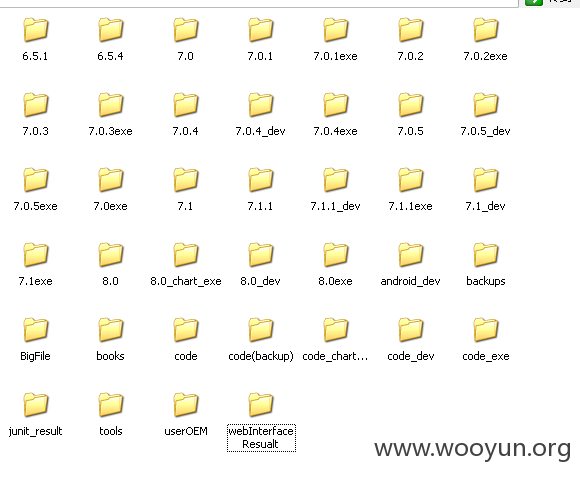 6.5.1 6.5.4 7.0 7.0.1 7.0.1exe 7.0.2 7.0.2exe
7.0.3 7.0.3exe 7.0.4 7.0.4_dev 7.0.4exe 7.0.5 7.0.5_dev
7.0.5exe 7.0exe 7.1 7.1.1 7.1.1_dev 7.1.1exe 7.1_dev
7.1exe 8.0 8.0_chart_exe 8.0_dev 8.0exe android_dev backups
BigFile books code code(backup) code_chart... code_dev code_exe
junit_result tools userOEM webInterface
Resualt
www.wooyun.org